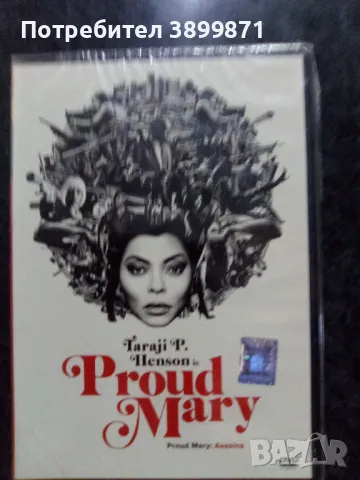 Потребител 3899871
Taraji P.
Henson in
Proud
Mary
Proud Mary: Asasina
BAZAR